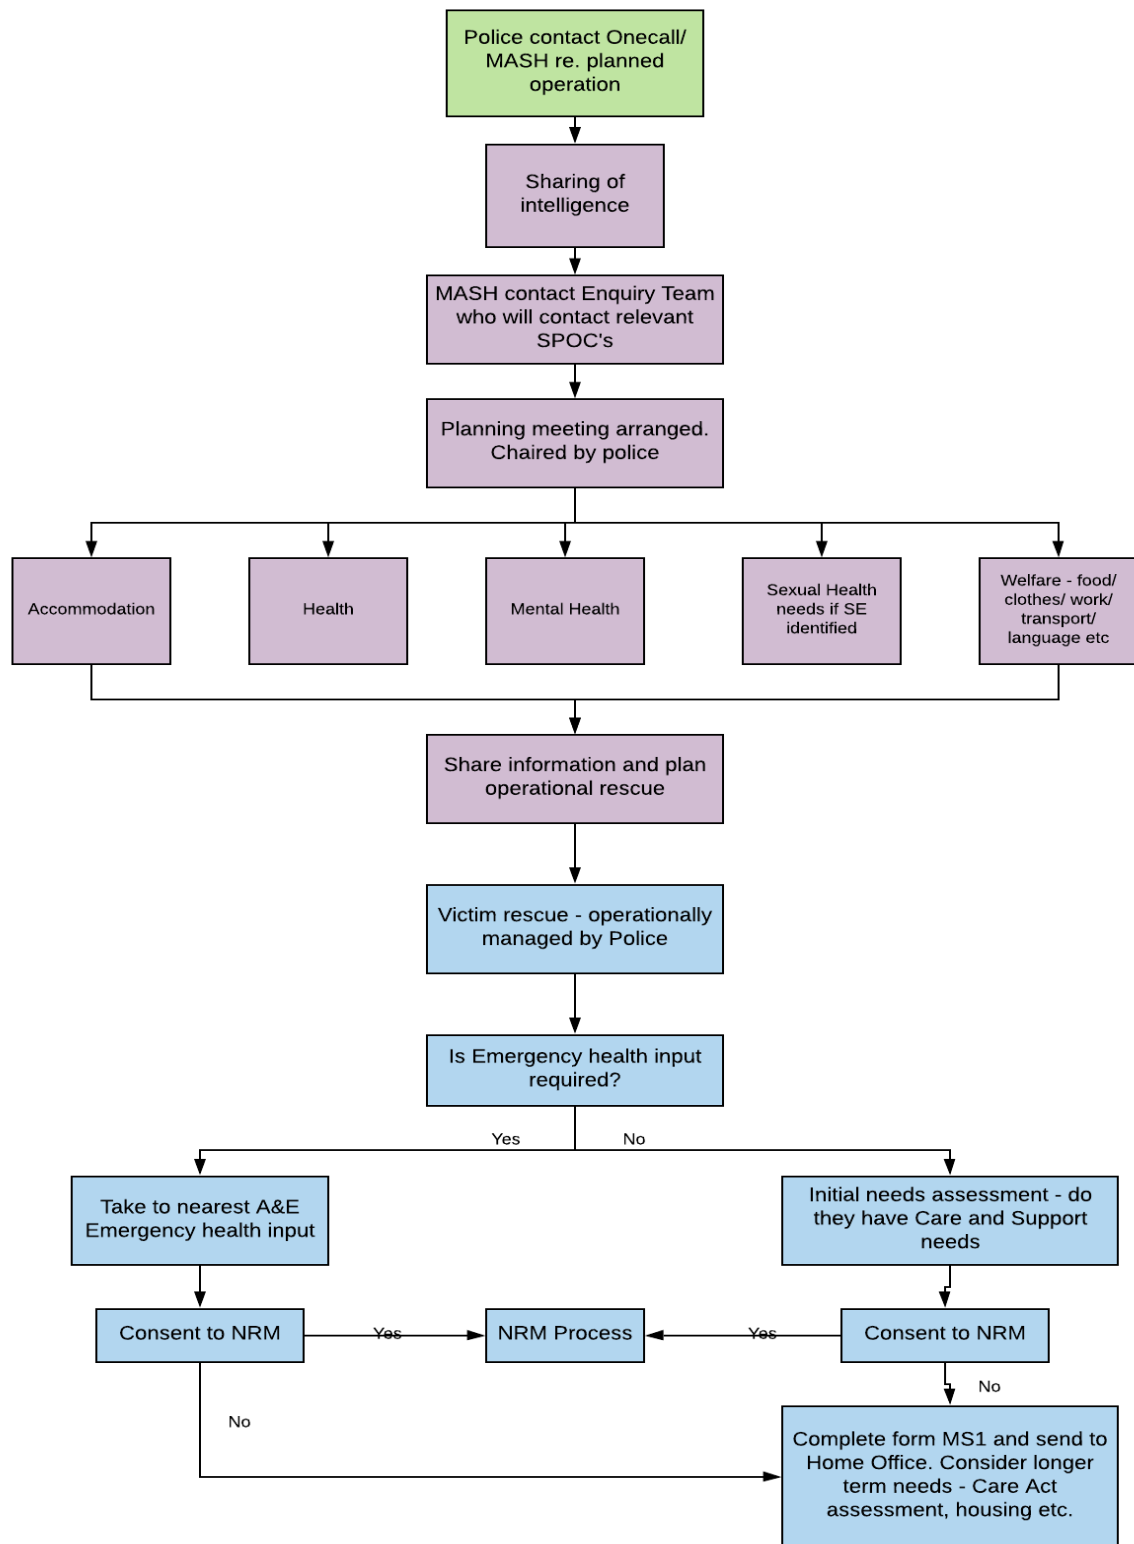 Police contact Onecall/
MASH re. planned
operation
Sharing of
intelligence
MASH contact Enquiry Team
who will contact relevant
SPOC's
Planning meeting arranged.
Chaired by police
Accommodation
Health
Mental Health
Sexual Health
needs if SE
identified
Welfare - food/
clothes/ work/
transport/
language etc
Share information and plan
operational rescue
Victim rescue - operationally
managed by Police
Is Emergency health input
required?
Yes
No
Take to nearest A&E
Emergency health input
Initial needs assessment - do
they have Care and Support
needs
Consent to NRM
Yes
NRM Process
Yes
Consent to NRM
No
No
Complete form MS1 and send to
Home Office. Consider longer
term needs - Care Act
assessment, housing etc.